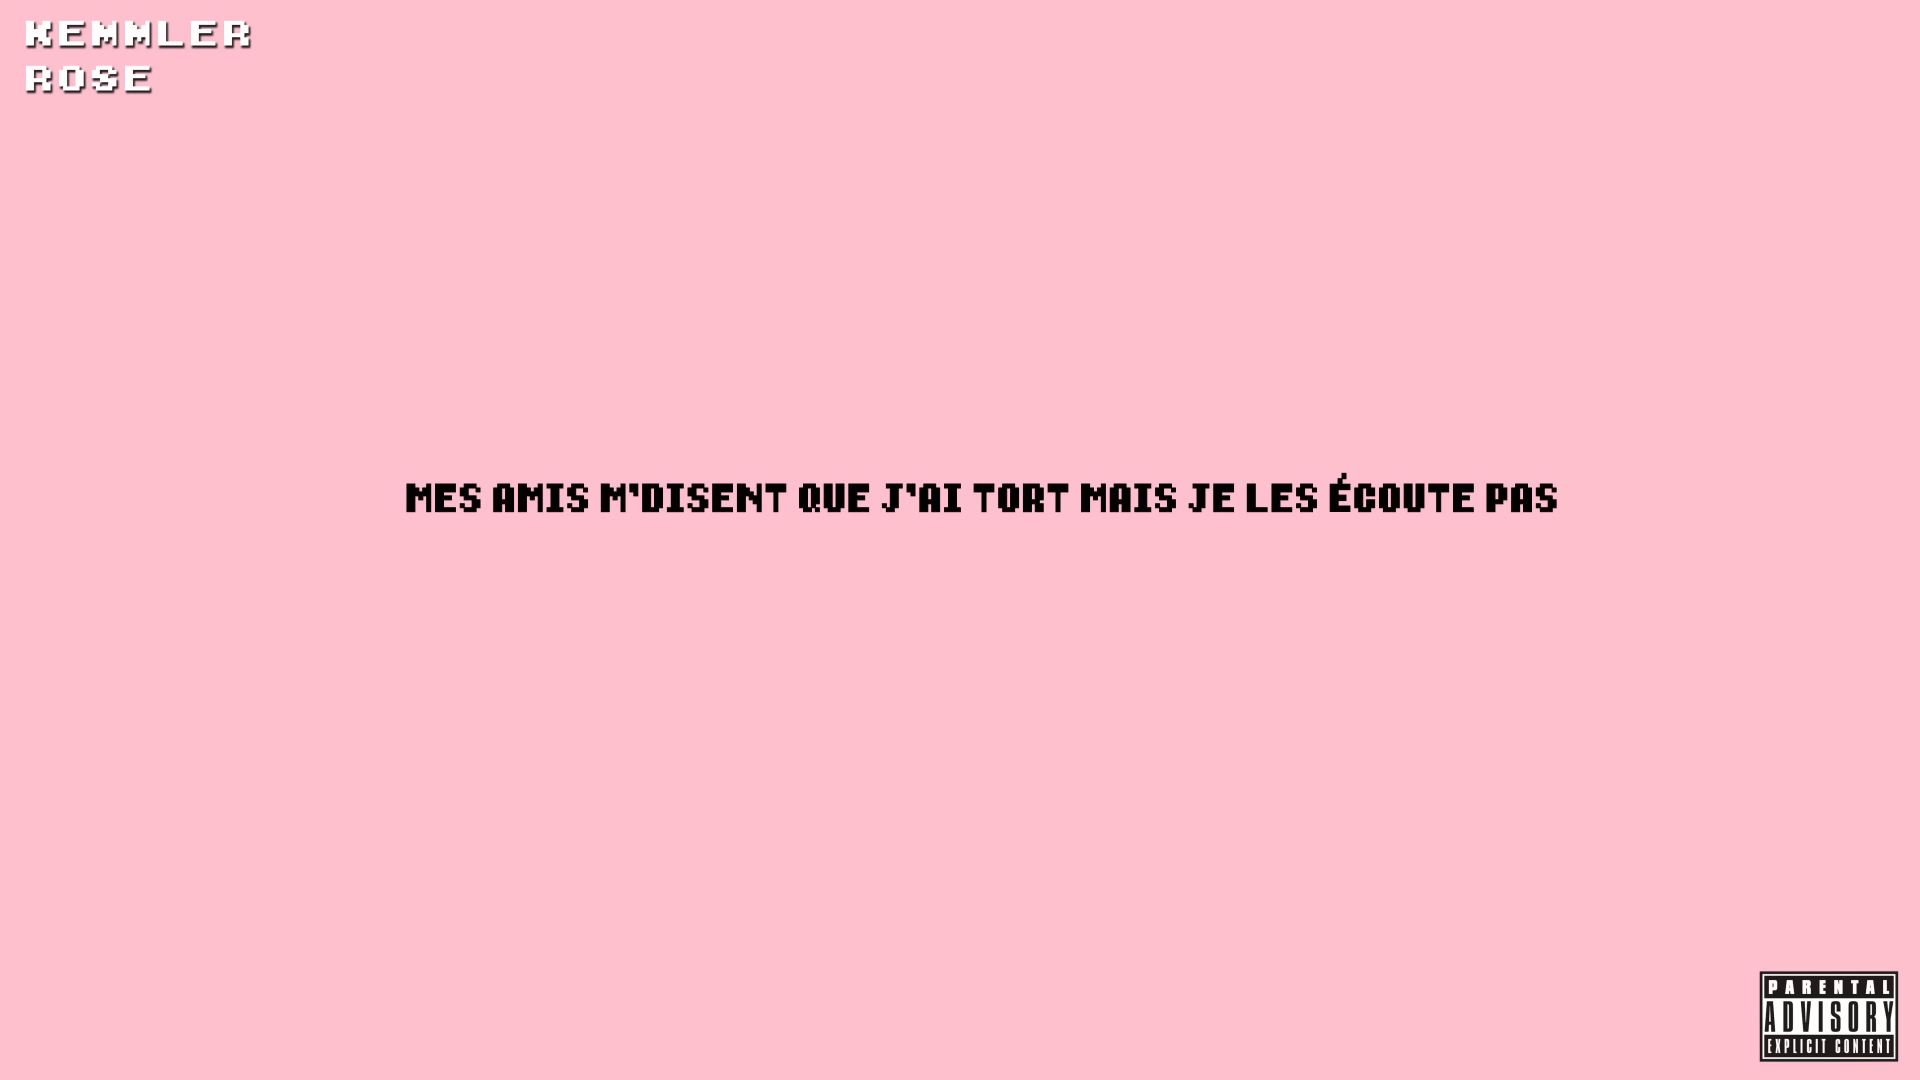 KEMMLER
ROSE
MES AMIS M'DISENT QUE J'AI TORT MAIS JE LES ÉCOUTE PAS
PARENTAL
ADVISORY
EXPLICIT CONTENT